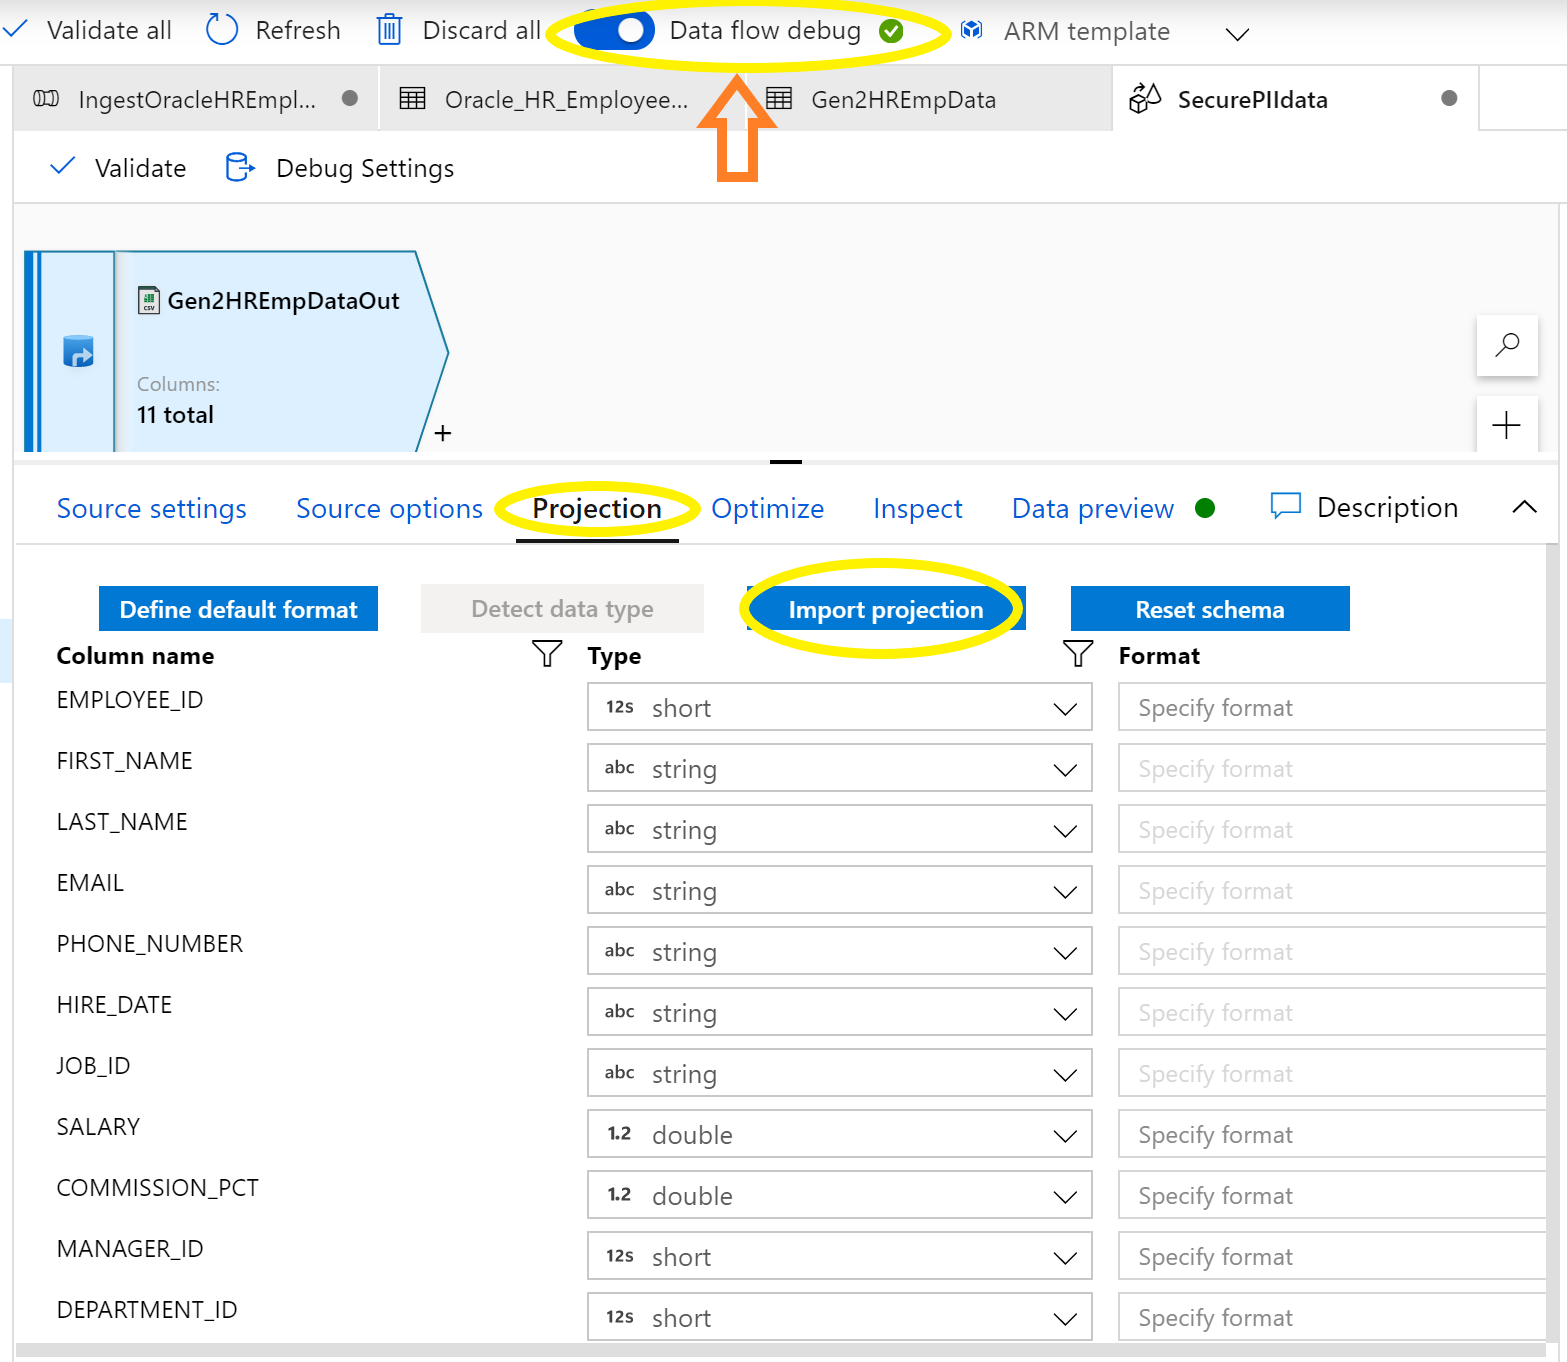 Validate all Refresh Discard all Data flow debug ARM template
IngestOracleHREmpl... Oracle_HR_Employee... Gen2HREmpData SecurePIIdata
Validate Debug Settings
CSV Gen2HREmpDataOut
Columns:
11 total
+
Source settings Source options Projection Optimize Inspect Data preview Description
Define default format Detect data type Import projection Reset schema
Column name Type Format
EMPLOYEE_ID 12s short Specify format
FIRST_NAME abc string Specify format
LAST_NAME abc string Specify format
EMAIL abc string Specify format
PHONE_NUMBER abc string Specify format
HIRE_DATE abc string Specify format
JOB_ID abc string Specify format
SALARY 1.2 double Specify format
COMMISSION_PCT 1.2 double Specify format
MANAGER_ID 12s short Specify format
DEPARTMENT_ID 12s short Specify format